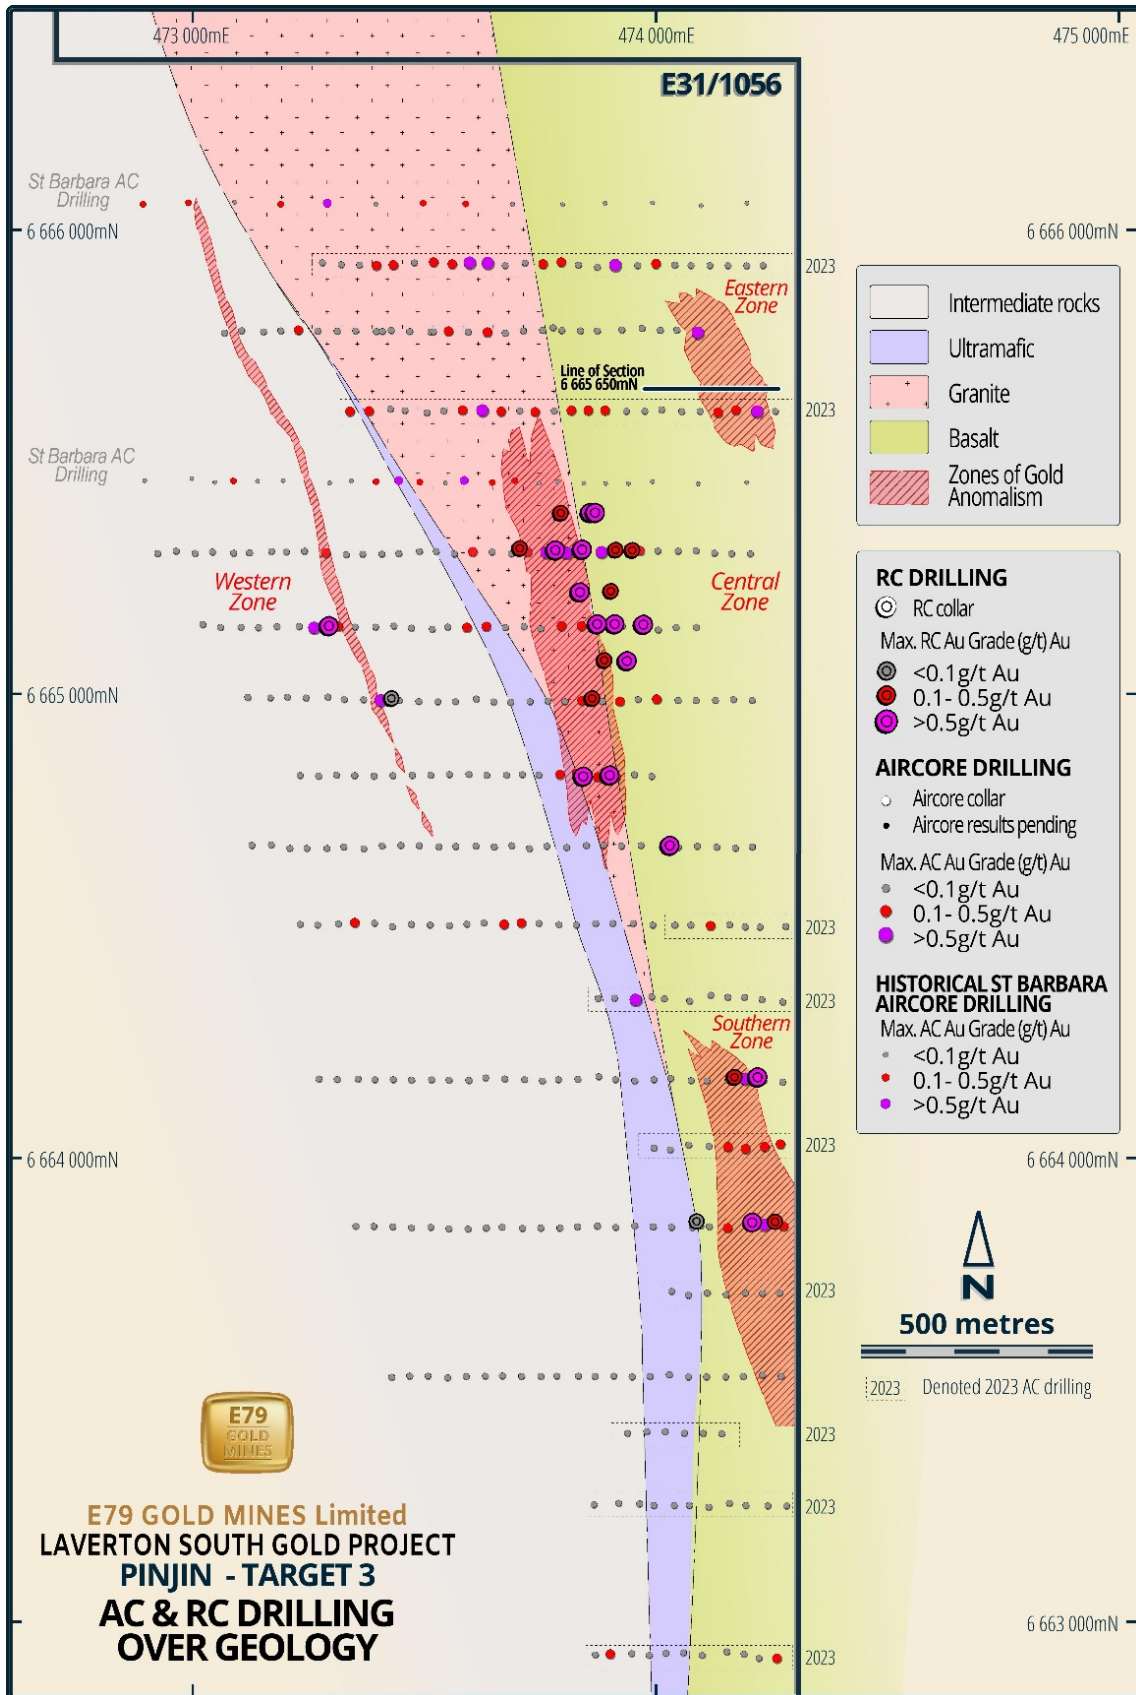 473 000mE
474 000mE
475 000mE
E31/1056
St Barbara AC
Drilling
6 666 000mN
6 666 000mN
2023
Eastern
Zone
Line of Section
6 665 650mN
2023
St Barbara AC
Drilling
Western
Zone
Central
Zone
6 665 000mN
2023
2023
Southern
Zone
2023
6 664 000mN
6 664 000mN
2023
2023
2023
2023
6 663 000mN
Intermediate rocks
Ultramafic
Granite
Basalt
Zones of Gold
Anomalism
RC DRILLING
RC collar
Max. RC Au Grade (g/t) Au
<0.1g/t Au
0.1- 0.5g/t Au
>0.5g/t Au
AIRCORE DRILLING
Aircore collar
Aircore results pending
Max. AC Au Grade (g/t) Au
<0.1g/t Au
0.1- 0.5g/t Au
>0.5g/t Au
HISTORICAL ST BARBARA
AIRCORE DRILLING
Max. AC Au Grade (g/t) Au
<0.1g/t Au
0.1- 0.5g/t Au
>0.5g/t Au
N
500 metres
2023 Denoted 2023 AC drilling
E79
GOLD
MINES
E79 GOLD MINES Limited
LAVERTON SOUTH GOLD PROJECT
PINJIN - TARGET 3
AC & RC DRILLING
OVER GEOLOGY